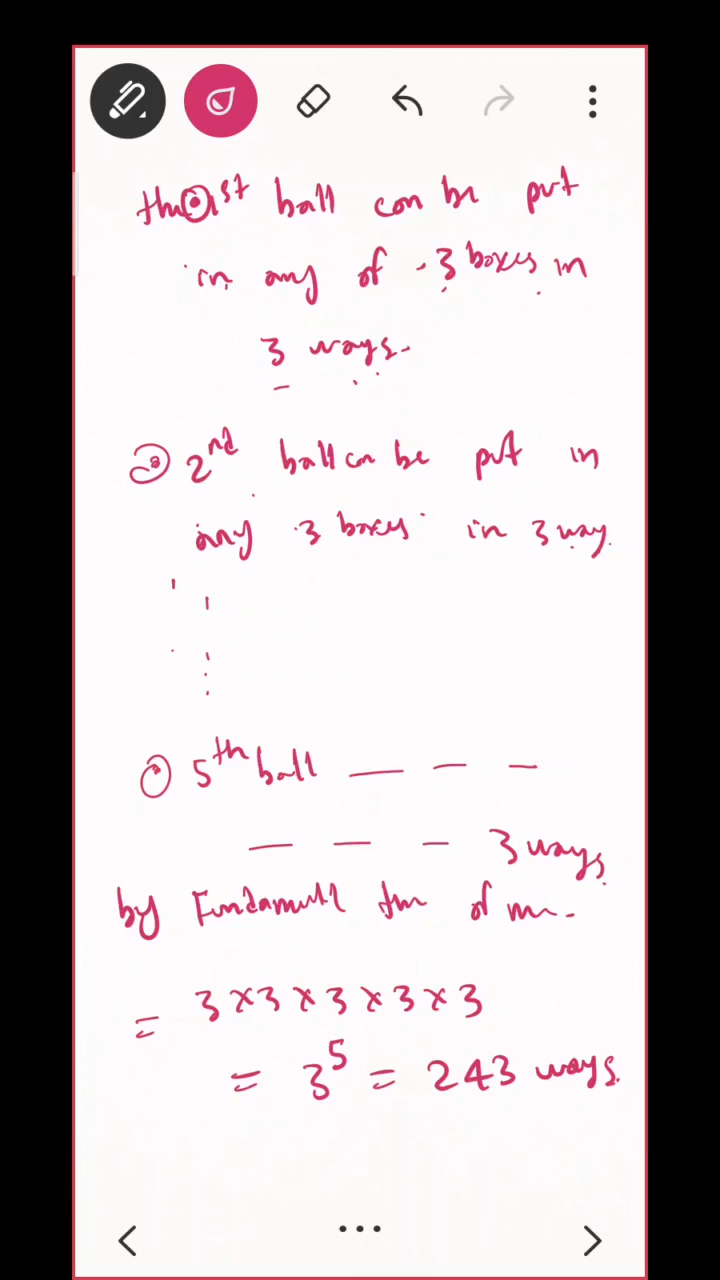 the 1st ball can be put
in any of 3 boxes in
3 ways.
2nd ball can be put in
any 3 boxes in 3 way
5th ball — — —
— — — 3 ways
by of
= 3 × 3 × 3 × 3 × 3
= 3^5 = 243 ways.